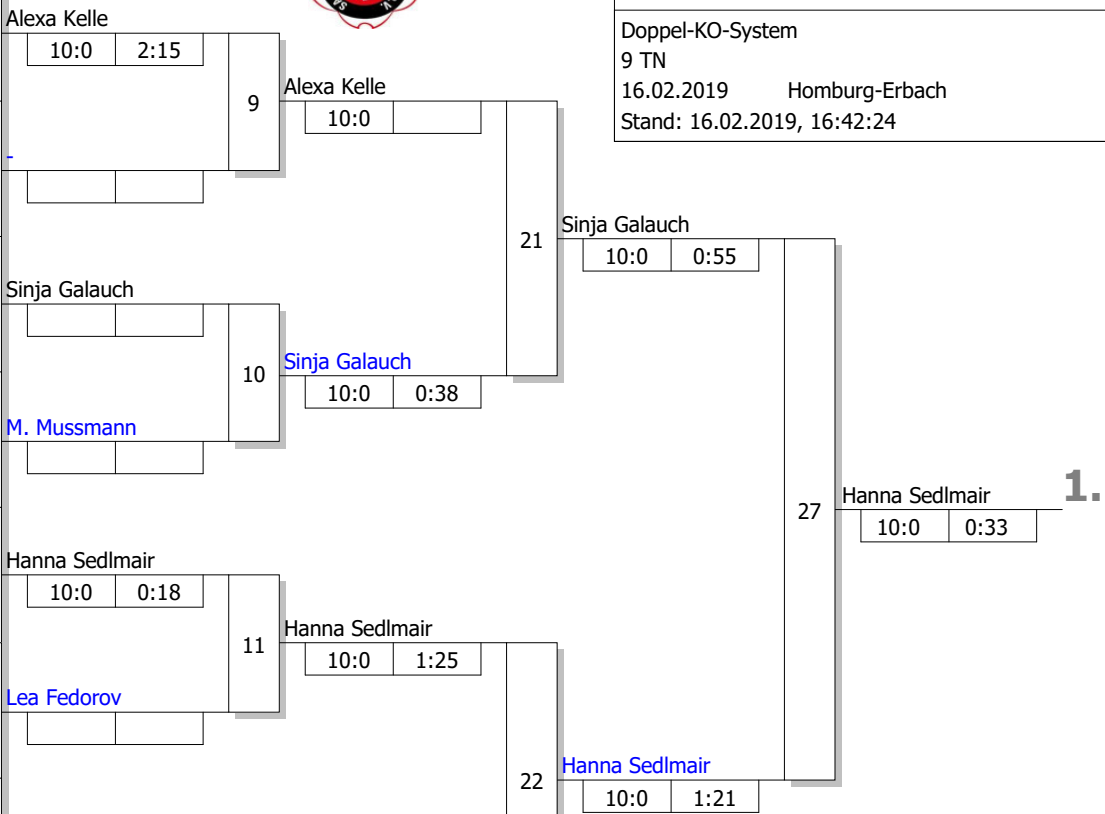 Doppel-KO-System
9 TN
16.02.2019 Homburg-Erbach
Stand: 16.02.2019, 16:42:24
Alexa Kelle
10:0 2:15
-
9
Alexa Kelle
10:0
Sinja Galauch
M. Mussmann
10
Sinja Galauch
10:0 0:38
21
Sinja Galauch
10:0 0:55
Hanna Sedlmair
10:0 0:18
Lea Fedorov
11
Hanna Sedlmair
10:0 1:25
22
Hanna Sedlmair
10:0 1:21
27
Hanna Sedlmair 1.
10:0 0:33